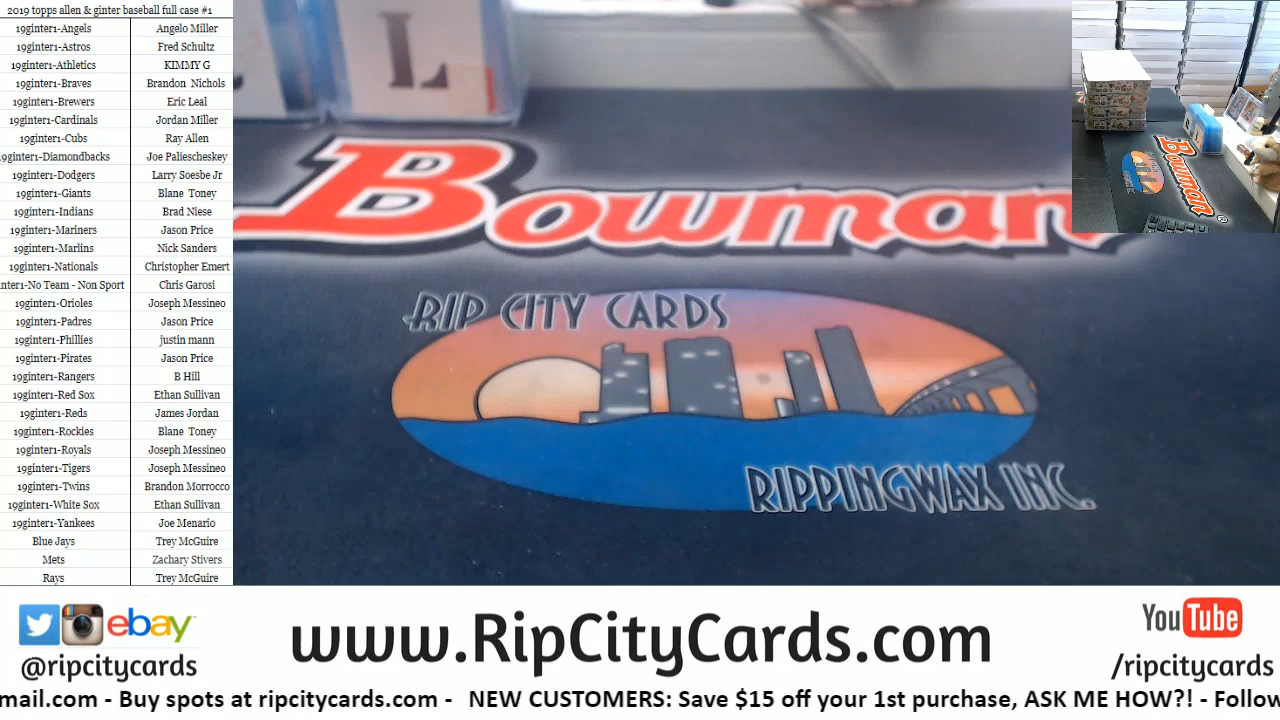 2019 topps allen & ginter baseball full case #1
19ginter1-Angels Angelo Miller
19ginter1-Astros Fred Schultz
19ginter1-Athletics KIMMY G
19ginter1-Braves Brandon Nichols
19ginter1-Brewers Eric Leal
19ginter1-Cardinals Jordan Miller
19ginter1-Cubs Ray Allen
9ginter1-Diamondbacks Joe Paliescheskey
19ginter1-Dodgers Larry Soesbe Jr
19ginter1-Giants Blane Toney
19ginter1-Indians Brad Niese
19ginter1-Mariners Jason Price
19ginter1-Marlins Nick Sanders
19ginter1-Nationals Christopher Emert
nter1-No Team - Non Sport Chris Garosi
19ginter1-Orioles Joseph Messineo
19ginter1-Padres Jason Price
19ginter1-Phillies justin mann
19ginter1-Pirates Jason Price
19ginter1-Rangers B Hill
19ginter1-Red Sox Ethan Sullivan
19ginter1-Reds James Jordan
19ginter1-Rockies Blane Toney
19ginter1-Royals Joseph Messineo
19ginter1-Tigers Joseph Messineo
19ginter1-Twins Brandon Morrocco
19ginter1-White Sox Ethan Sullivan
19ginter1-Yankees Joe Menario
Blue Jays Trey McGuire
Mets Zachary Stivers
Rays Trey McGuire
L
Bowman
RIP CITY CARDS
RIPPINGWAX INC.
Bowman®
ebay™
@ripcitycards
www.RipCityCards.com
YouTube
/ripcitycards
mail.com - Buy spots at ripcitycards.com - NEW CUSTOMERS: Save $15 off your 1st purchase, ASK ME HOW?! - Follow